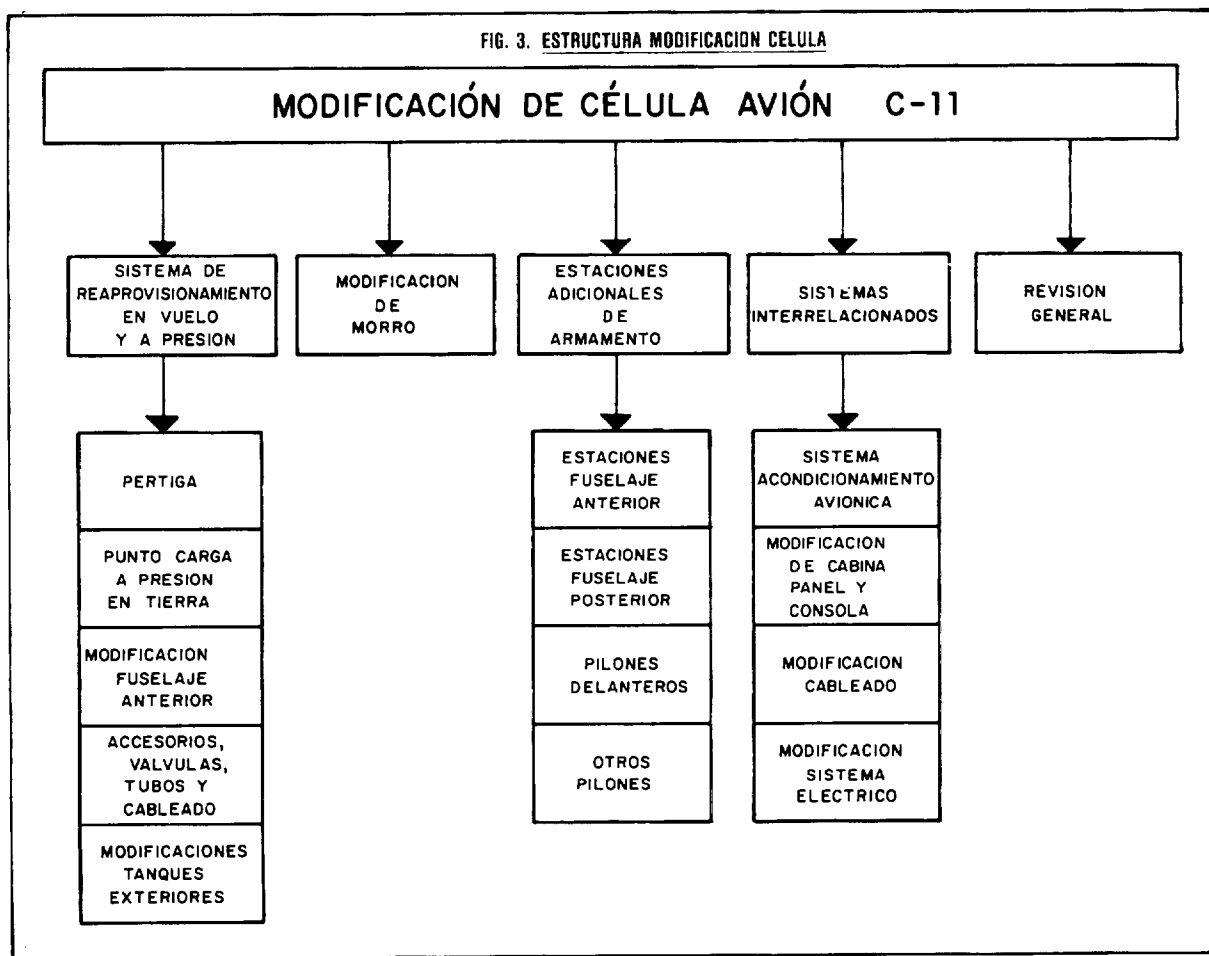 FIG. 3. ESTRUCTURA MODIFICACION CELULA
MODIFICACIÓN DE CÉLULA AVIÓN C-11
SISTEMA DE
REAPROVISIONAMIENTO
EN VUELO
Y A PRESION
MODIFICACION
DE
MORRO
ESTACIONES
ADICIONALES
DE
ARMAMENTO
SISTEMAS
INTERRELACIONADOS
REVISION
GENERAL
PERTIGA
PUNTO CARGA
A PRESION
EN TIERRA
MODIFICACION
FUSELAJE
ANTERIOR
ACCESORIOS,
VALVULAS,
TUBOS Y
CABLEADO
MODIFICACIONES
TANQUES
EXTERIORES
ESTACIONES
FUSELAJE
ANTERIOR
ESTACIONES
FUSELAJE
POSTERIOR
PILONES
DELANTEROS
OTROS
PILONES
SISTEMA
ACONDICIONAMIENTO
AVIONICA
MODIFICACION
DE CABINA
PANEL Y
CONSOLA
MODIFICACION
CABLEADO
MODIFICACION
SISTEMA
ELECTRICO